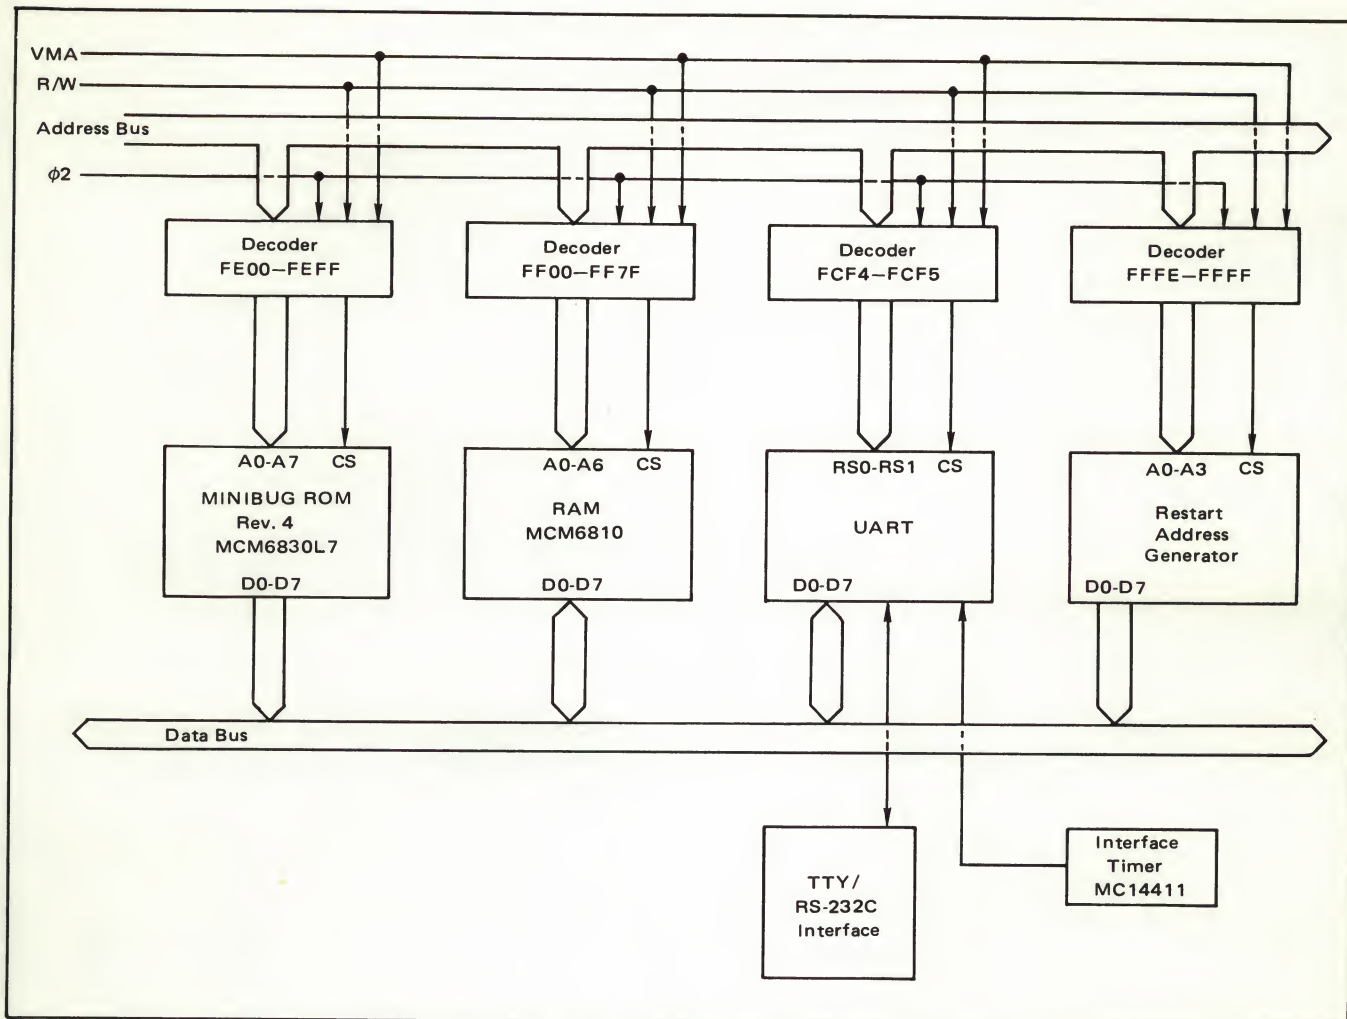 VMA
R/W
Address Bus
ϕ2
Decoder
FE00–FEFF
Decoder
FF00–FF7F
Decoder
FCF4–FCF5
Decoder
FFFE–FFFF
A0-A7 CS
MINIBUG ROM
Rev. 4
MCM6830L7
D0-D7
A0-A6 CS
RAM
MCM6810
D0-D7
RS0-RS1 CS
UART
D0-D7
A0-A3 CS
Restart
Address
Generator
D0-D7
Data Bus
TTY/
RS-232C
Interface
Interface
Timer
MC14411